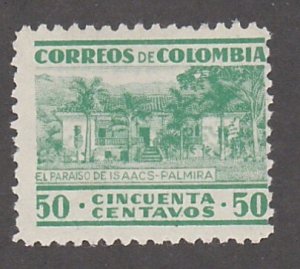 CORREOS DE COLOMBIA
EL PARAISO DE ISAACS-PALMIRA
50 · CINCUENTA CENTAVOS · 50